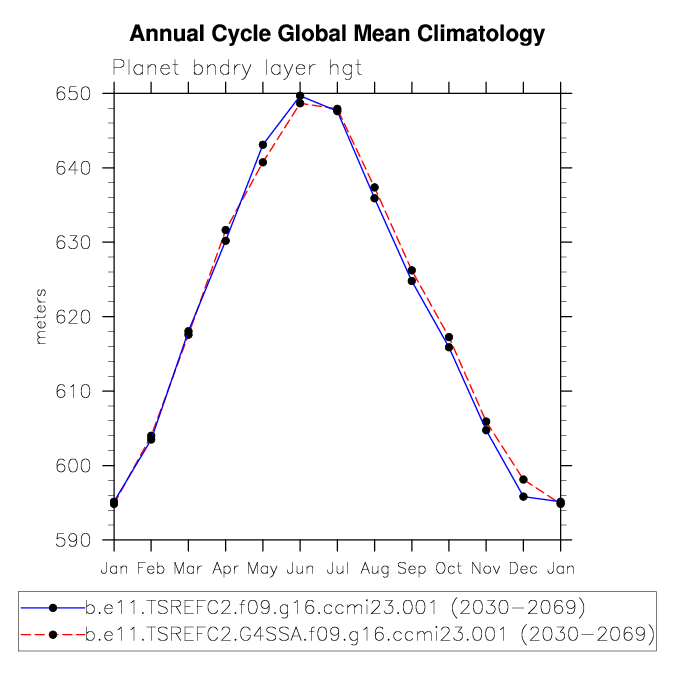 Annual Cycle Global Mean Climatology
Planet bndry layer hgt
650
640
630
620
610
600
590
meters
Jan Feb Mar Apr May Jun Jul Aug Sep Oct Nov Dec Jan
b.e11.TSREFC2.f09.g16.ccmi23.001 (2030-2069)
b.e11.TSREFC2.G4SSA.f09.g16.ccmi23.001 (2030-2069)